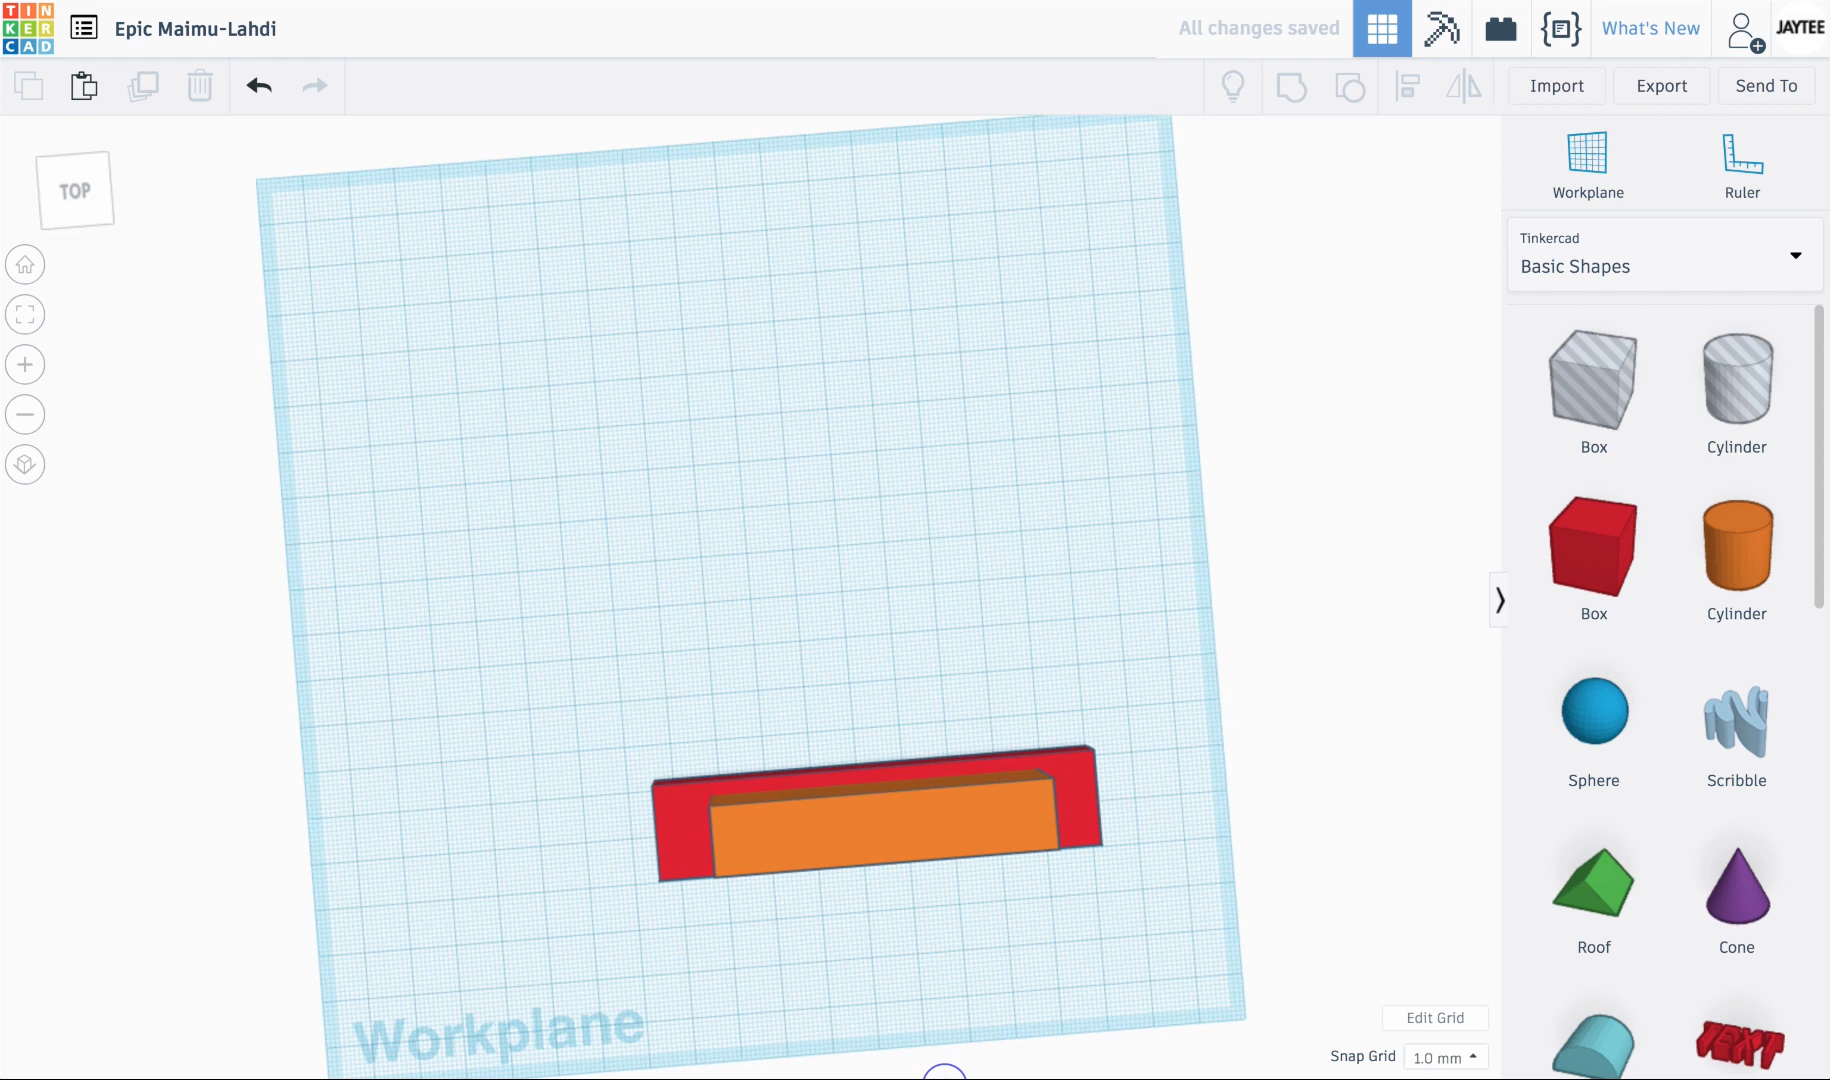 TIN
KER
CAD
Epic Maimu-Lahdi
All changes saved
What's New
JAYTEE
Import
Export
Send To
TOP
Workplane
Ruler
Tinkercad
Basic Shapes
Box
Cylinder
Box
Cylinder
Sphere
Scribble
Roof
Cone
TEXT
Workplane
Edit Grid
Snap Grid
1.0 mm